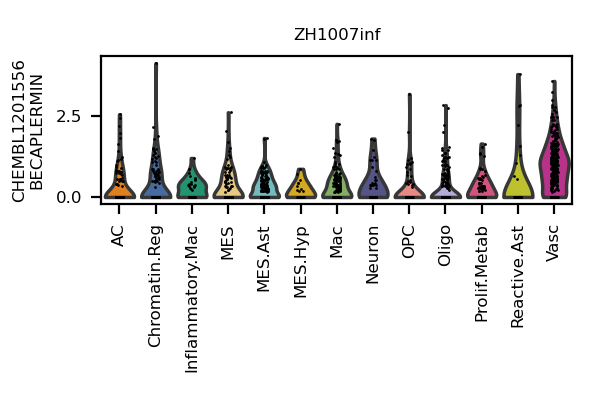 ZH1007inf
CHEMBL1201556
BECAPLERMIN
2.5
0.0
AC
Chromatin.Reg
Inflammatory.Mac
MES
MES.Ast
MES.Hyp
Mac
Neuron
OPC
Oligo
Prolif.Metab
Reactive.Ast
Vasc